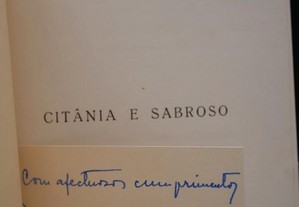 CITÂNIA E SABROSO
Com afectuosos cumprimentos